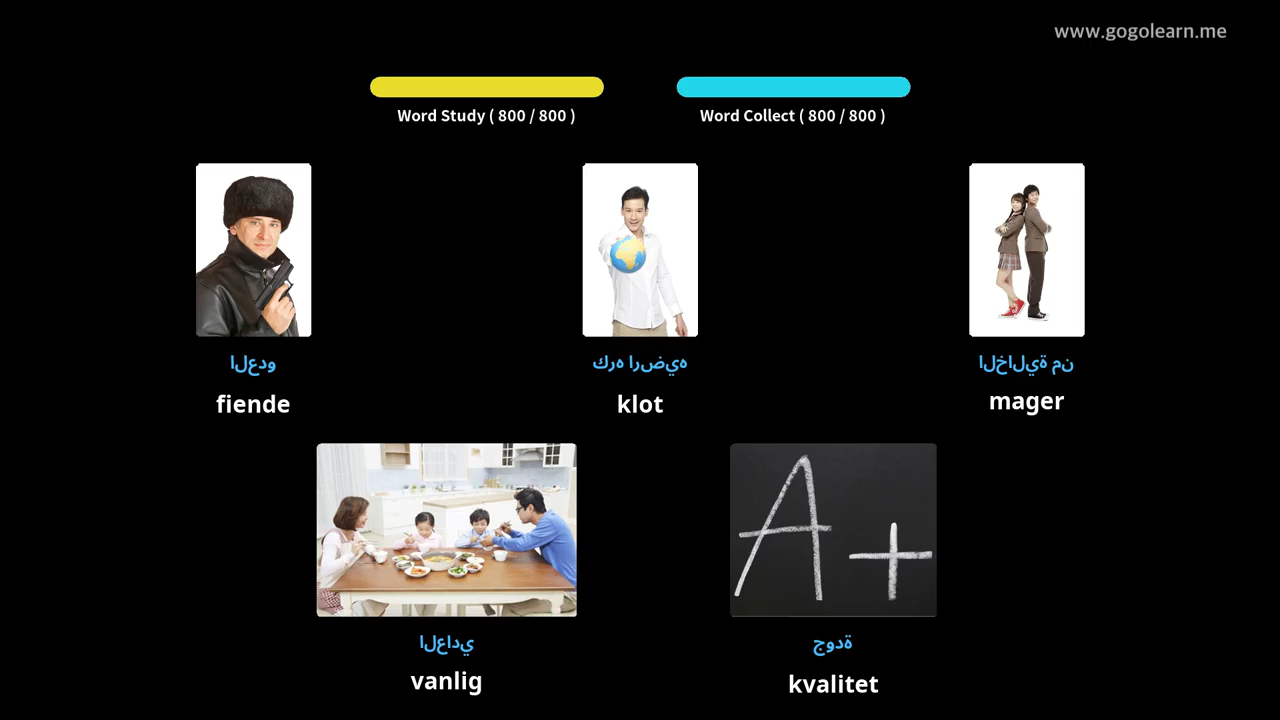 www.gogolearn.me
Word Study ( 800 / 800 )
Word Collect ( 800 / 800 )
العدو
كره ارضيه
الخالية من
fiende
klot
mager
العادي
جودة
vanlig
kvalitet
A+